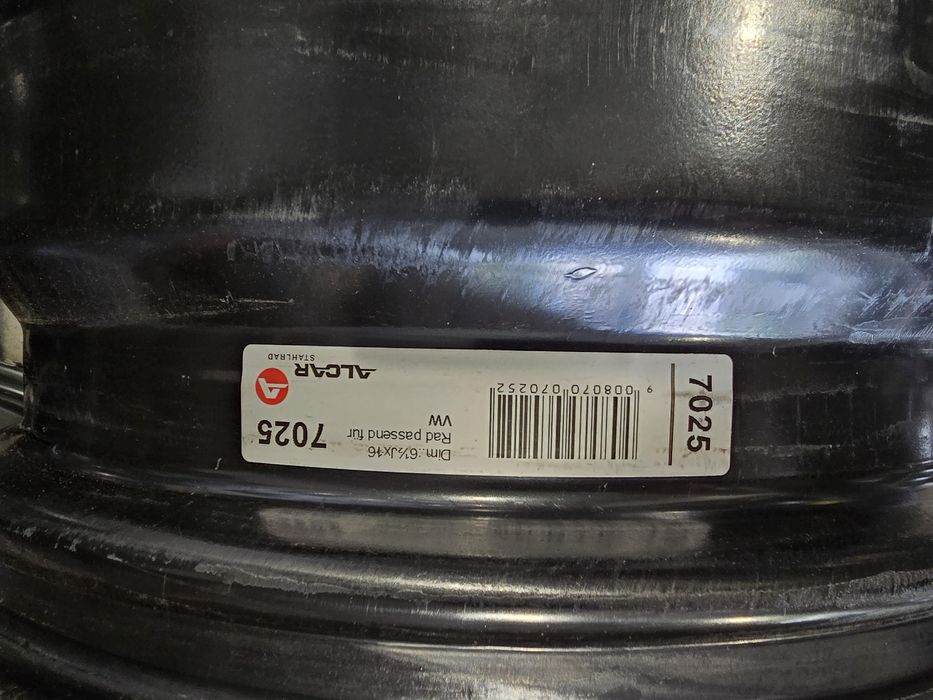 7025
9 008070 070252
Dim.:6½Jx16
Rad passend für
VW
7025
ALCAR
STAHLRAD